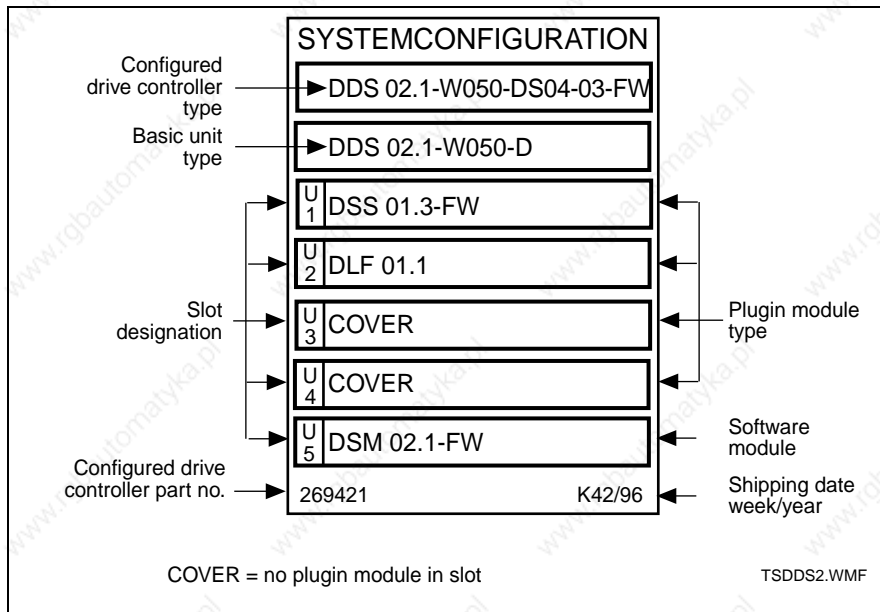 SYSTEMCONFIGURATION
Configured
drive controller
type
DDS 02.1-W050-DS04-03-FW
Basic unit
type
DDS 02.1-W050-D
U
1
DSS 01.3-FW
U
2
DLF 01.1
Slot
designation
U
3
COVER
Plugin module
type
U
4
COVER
U
5
DSM 02.1-FW
Software
module
Configured drive
controller part no.
269421
K42/96
Shipping date
week/year
COVER = no plugin module in slot
TSDDS2.WMF
www.rgbautomatyka.pl